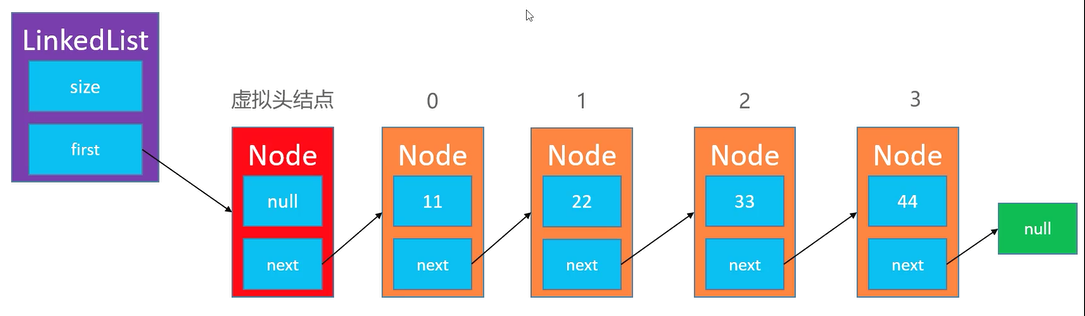 LinkedList
size
first
虚拟头结点
0
1
2
3
Node
null
next
Node
11
next
Node
22
next
Node
33
next
Node
44
next
null